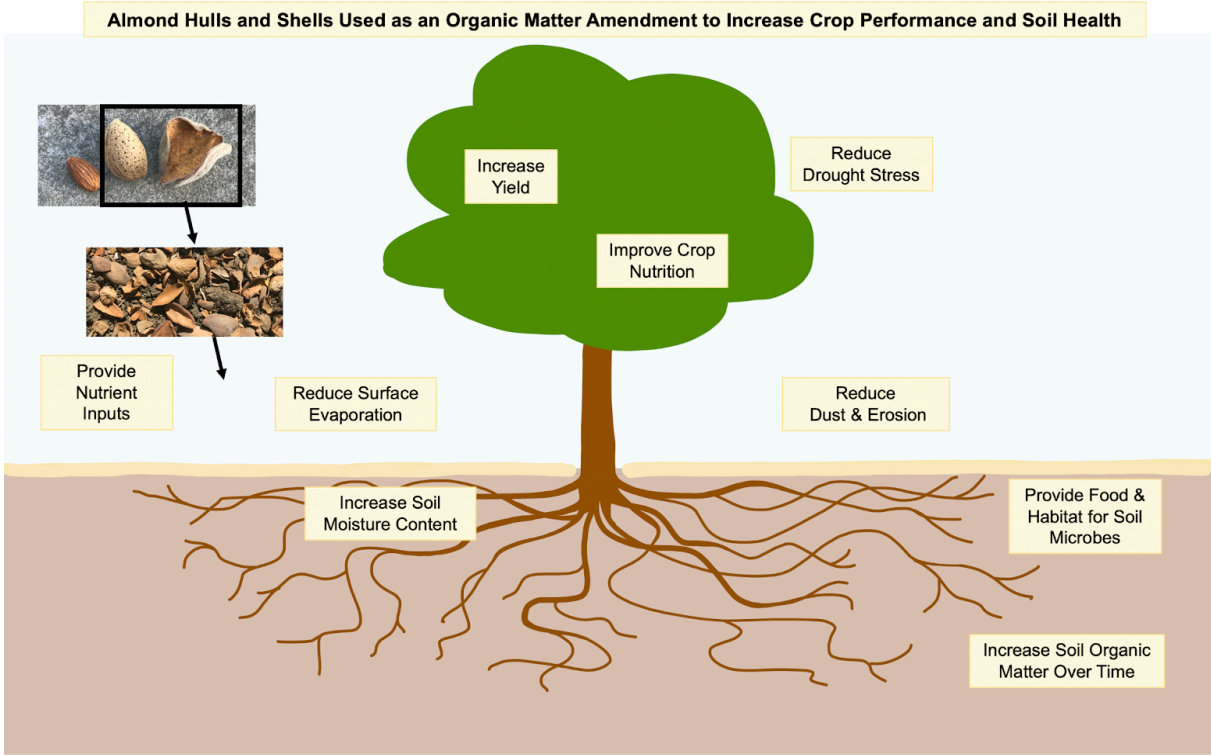 Almond Hulls and Shells Used as an Organic Matter Amendment to Increase Crop Performance and Soil Health
Increase
Yield
Reduce
Drought Stress
Improve Crop
Nutrition
Provide
Nutrient
Inputs
Reduce Surface
Evaporation
Reduce
Dust & Erosion
Increase Soil
Moisture Content
Provide Food &
Habitat for Soil
Microbes
Increase Soil Organic
Matter Over Time